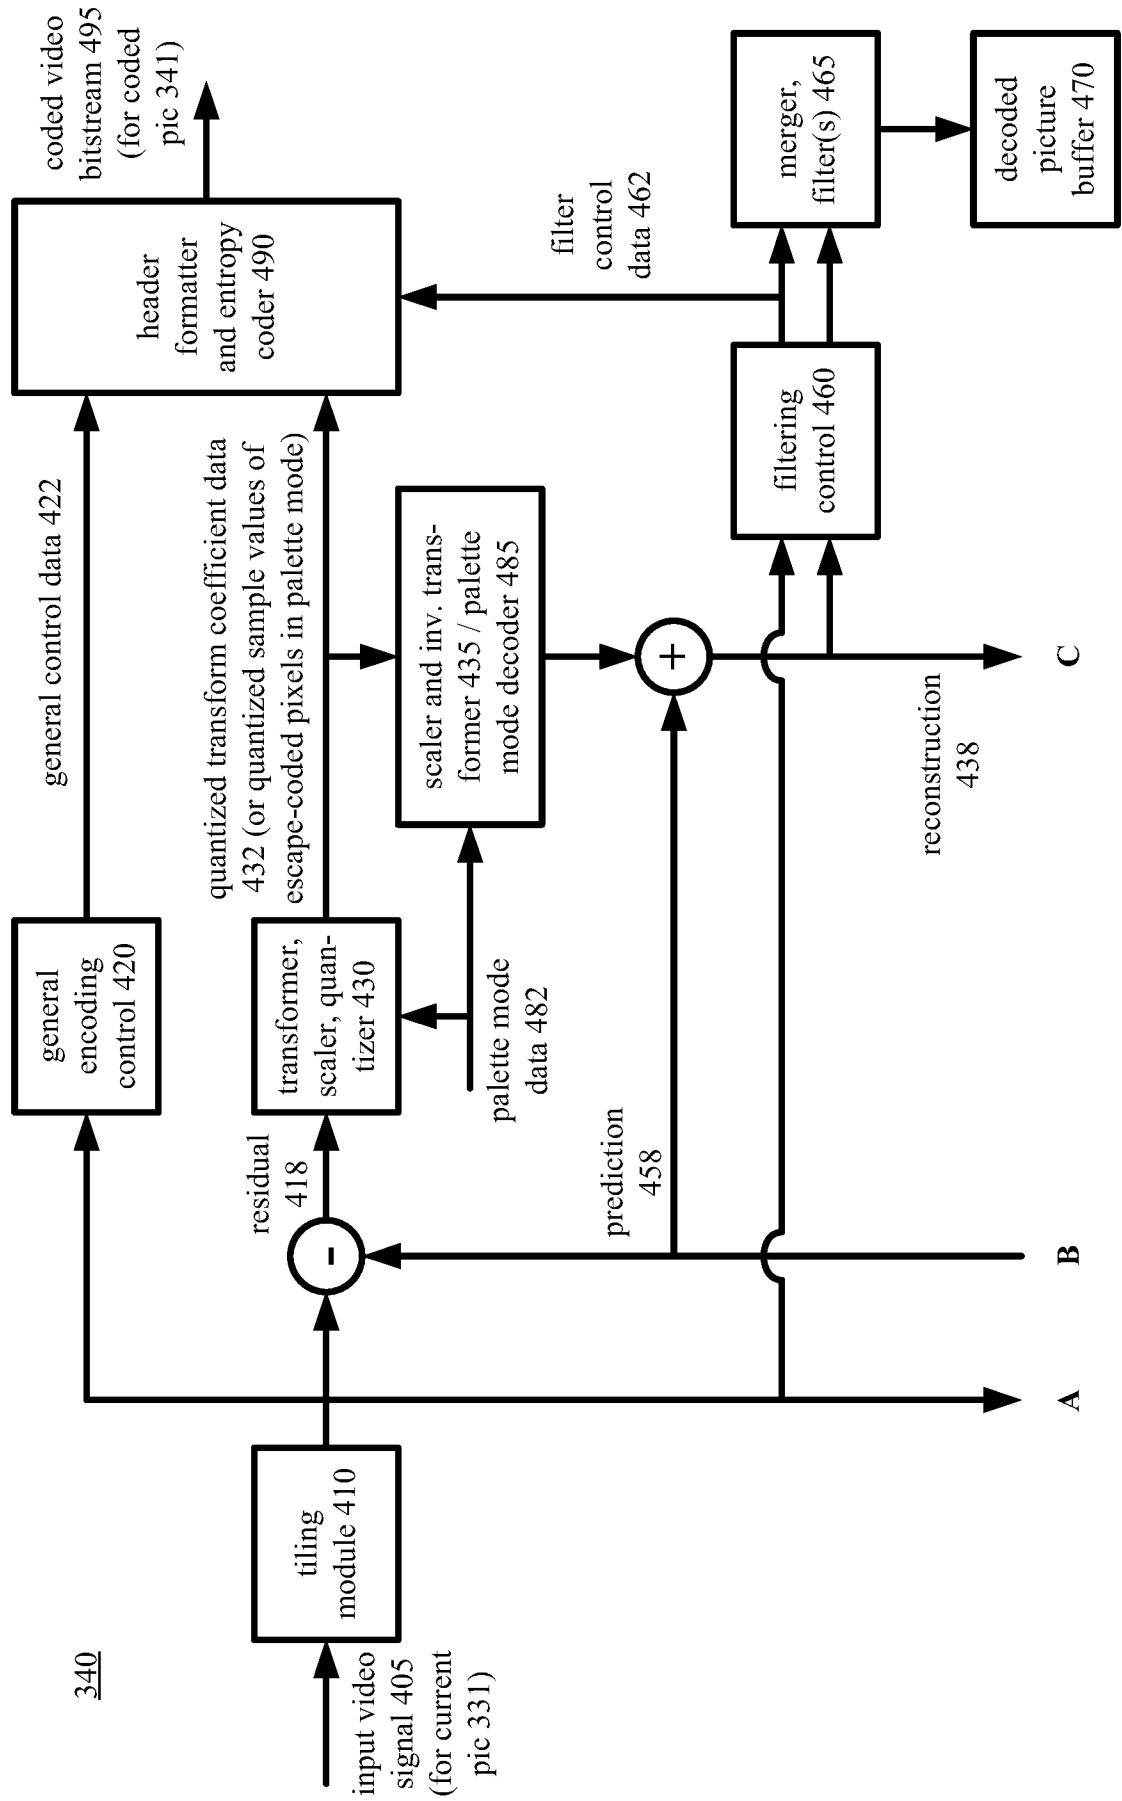 340
input video
signal 405
(for current
pic 331)
tiling
module 410
general
encoding
control 420
general control data 422
header
formatter
and entropy
coder 490
coded video
bitstream 495
(for coded
pic 341)
-
residual
418
transformer,
scaler, quan-
tizer 430
quantized transform coefficient data
432 (or quantized sample values of
escape-coded pixels in palette mode)
palette mode
data 482
scaler and inv. trans-
former 435 / palette
mode decoder 485
filter
control
data 462
prediction
458
+
filtering
control 460
merger,
filter(s) 465
decoded
picture
buffer 470
reconstruction
438
A
B
C